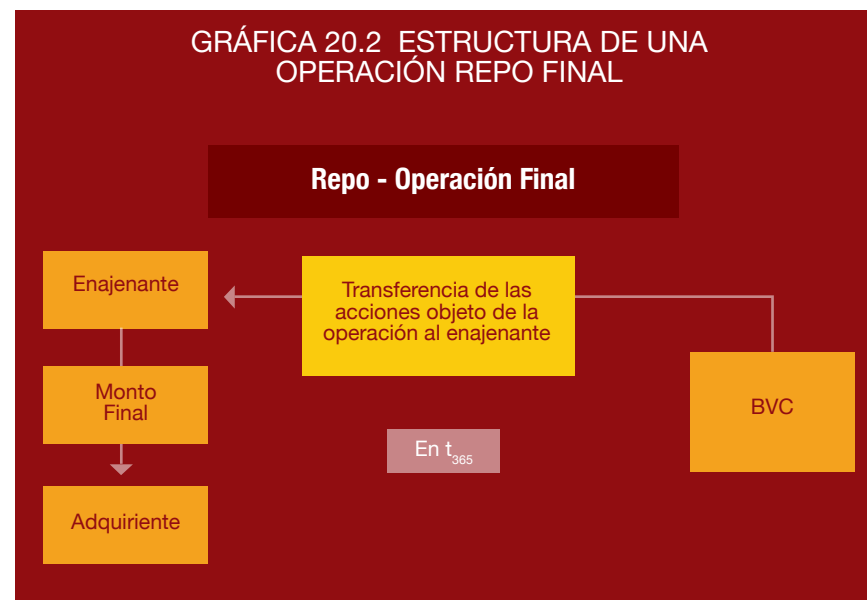 GRÁFICA 20.2 ESTRUCTURA DE UNA
OPERACIÓN REPO FINAL
Repo - Operación Final
Enajenante
Transferencia de las
acciones objeto de la
operación al enajenante
Monto
Final
BVC
En t365
Adquiriente